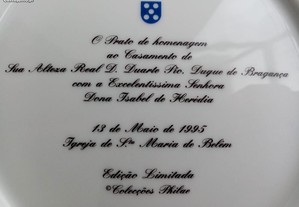 O Prato de homenagem
ao Casamento de
Sua Alteza Real D. Duarte Pio, Duque de Bragança
com a Excelentíssima Senhora
Dona Isabel de Herédia
13 de Maio de 1995
Igreja de Sta Maria de Belém
Edição Limitada
©Colecções Philae